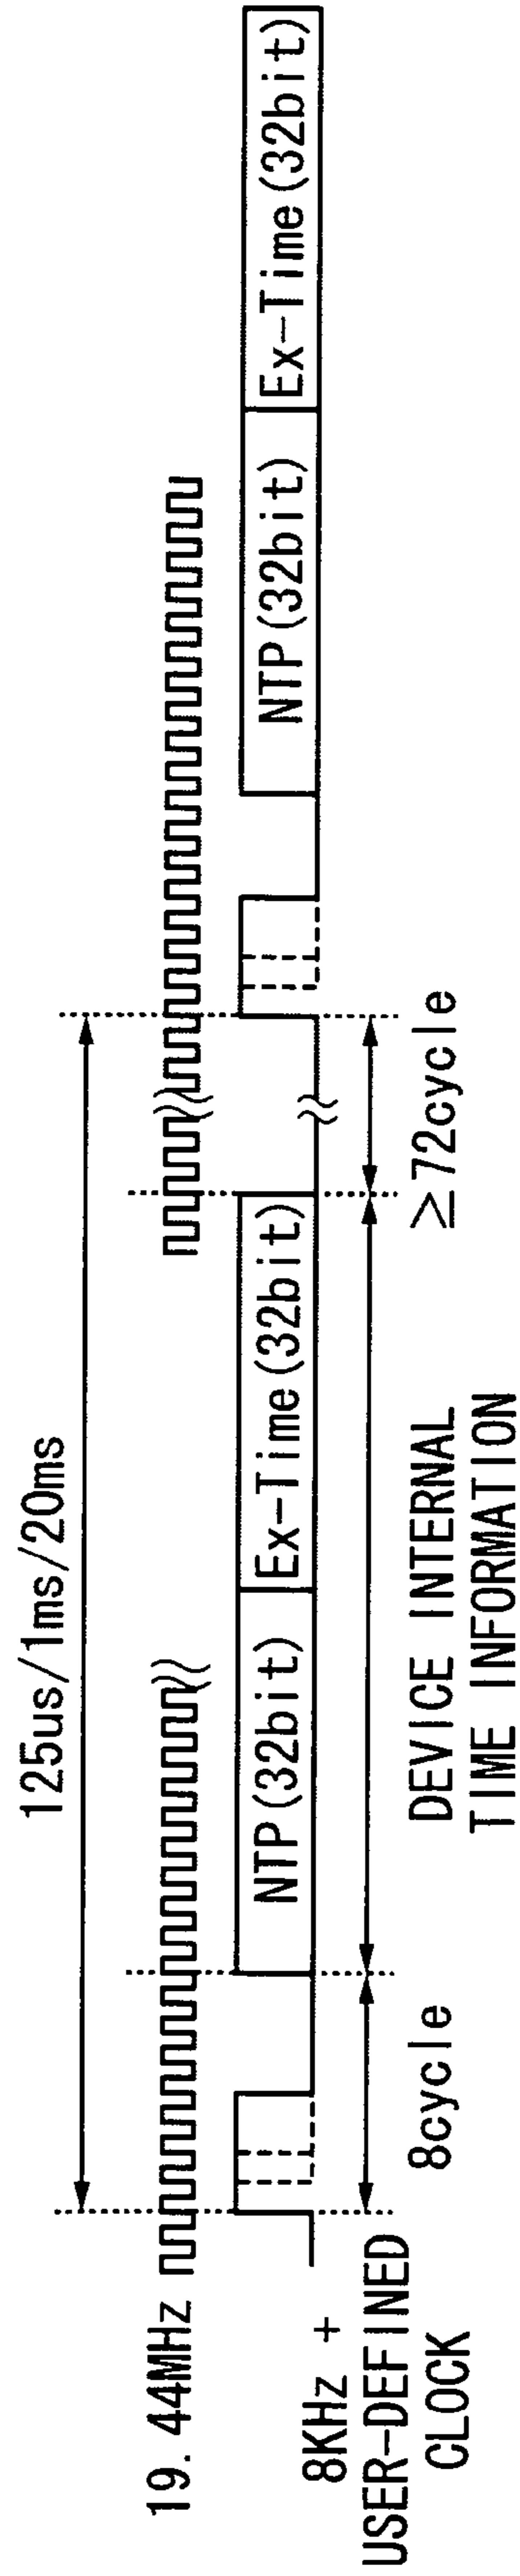 125us/1ms/20ms
19.44MHz
8KHz +
USER-DEFINED
CLOCK
NTP(32bit)
Ex-Time(32bit)
NTP(32bit)
Ex-Time(32bit)
8cycle
DEVICE INTERNAL
TIME INFORMATION
≥72cycle